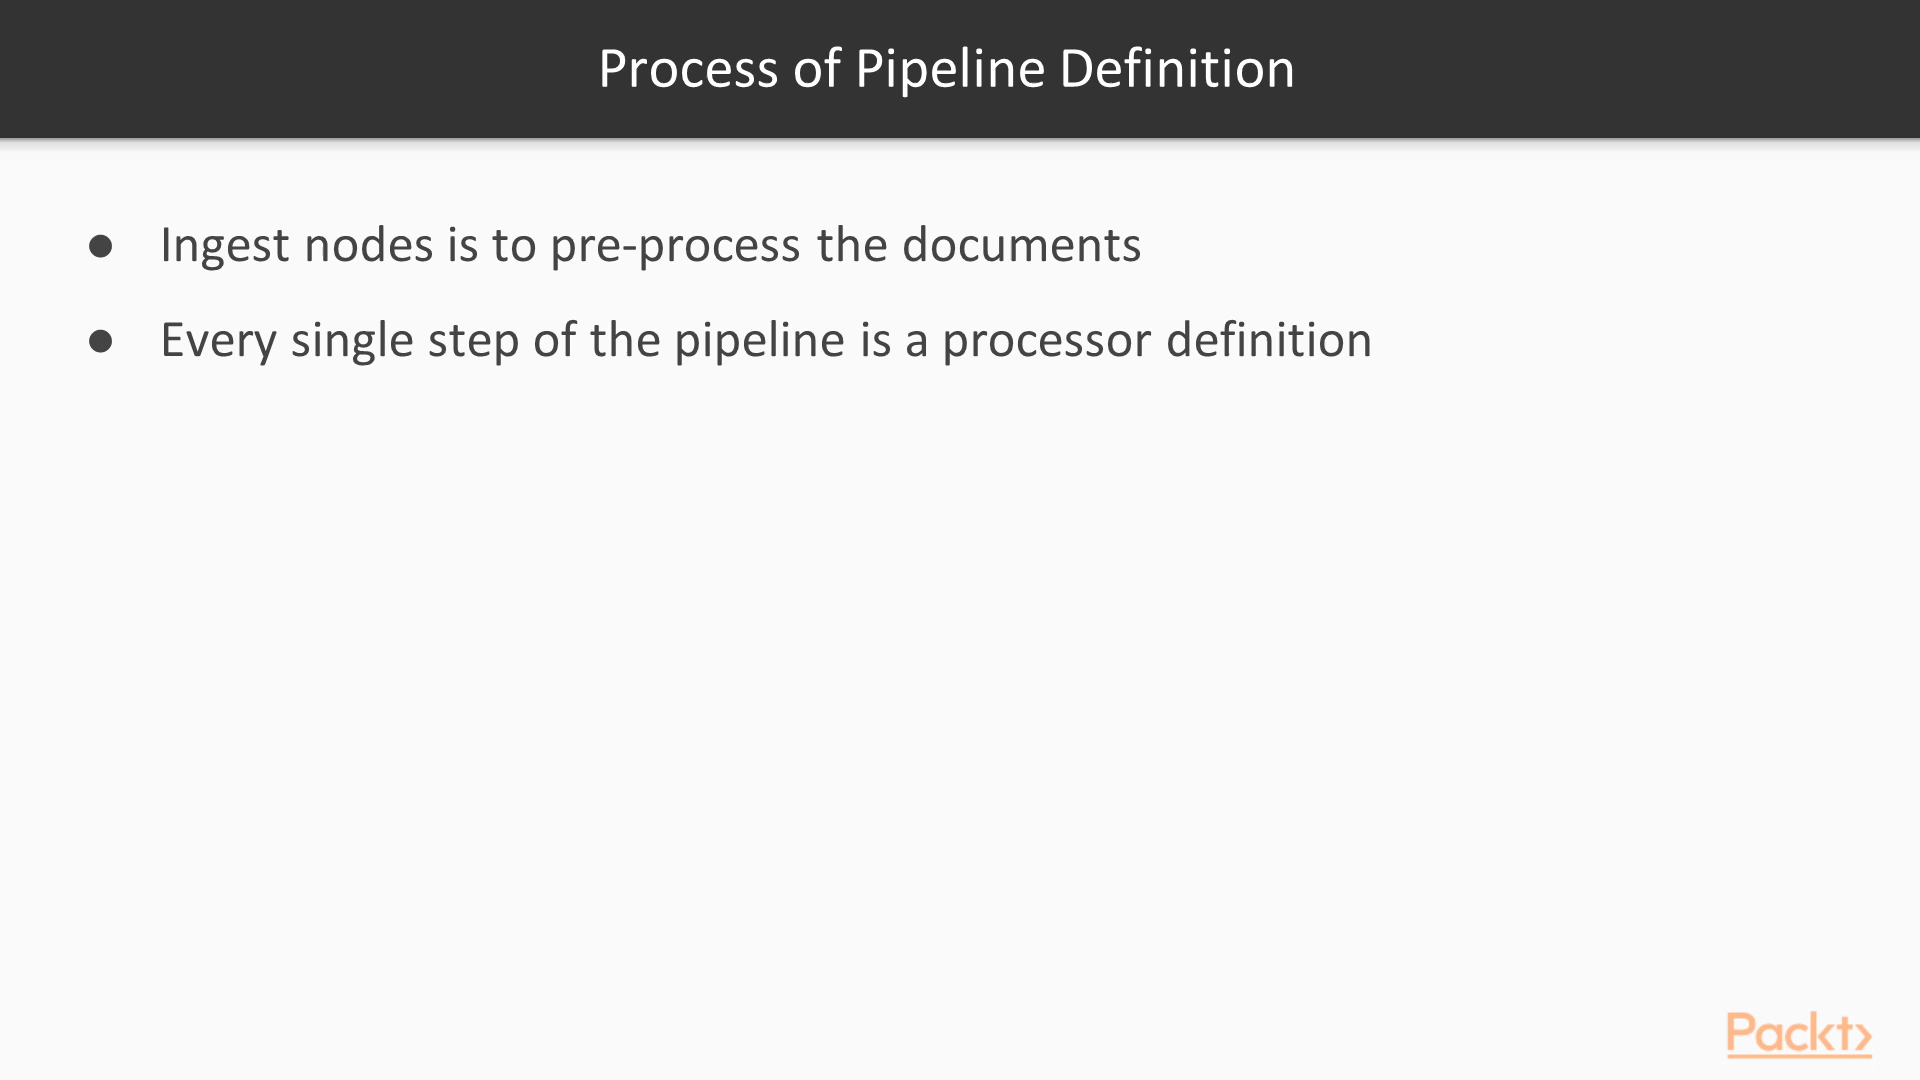 Process of Pipeline Definition
● Ingest nodes is to pre-process the documents
● Every single step of the pipeline is a processor definition
Packt>